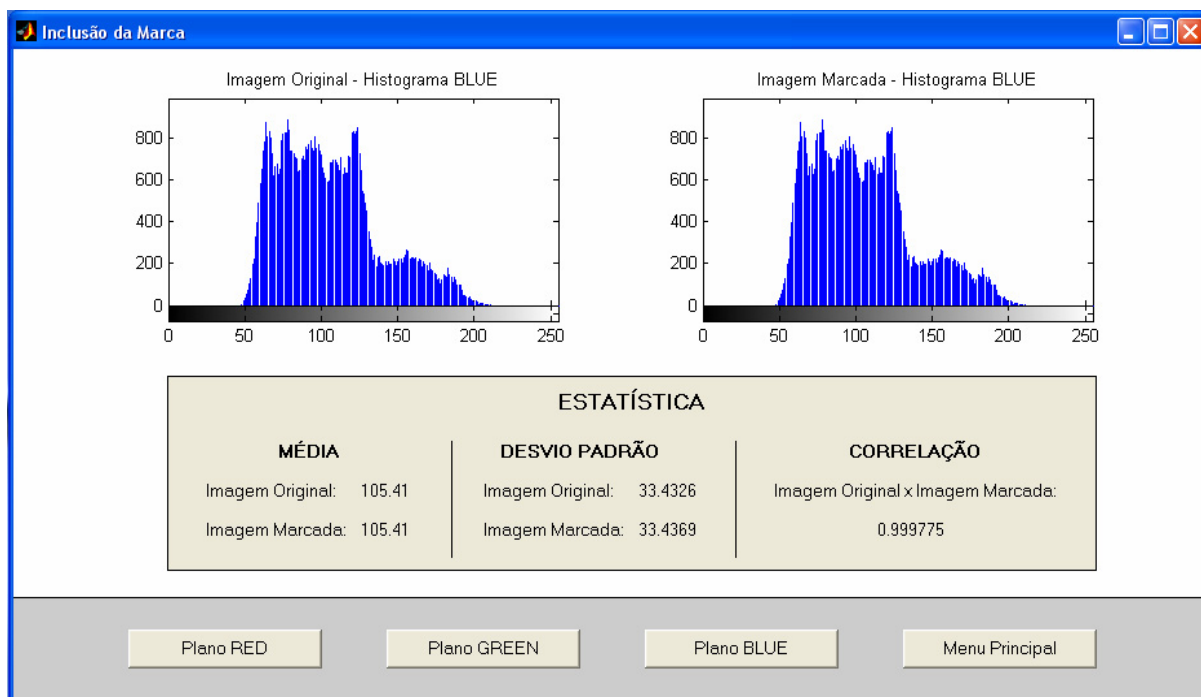 Inclusão da Marca
Imagem Original - Histograma BLUE
800
600
400
200
0
0 50 100 150 200 250
Imagem Marcada - Histograma BLUE
800
600
400
200
0
0 50 100 150 200 250
ESTATÍSTICA
MÉDIA
Imagem Original: 105.41
Imagem Marcada: 105.41
DESVIO PADRÃO
Imagem Original: 33.4326
Imagem Marcada: 33.4369
CORRELAÇÃO
Imagem Original x Imagem Marcada:
0.999775
Plano RED
Plano GREEN
Plano BLUE
Menu Principal